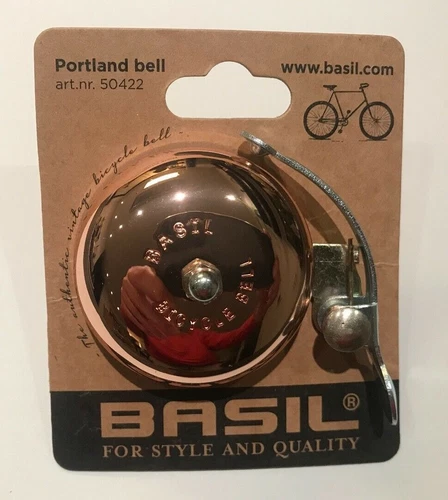 Portland bell
art.nr. 50422
www.basil.com
The authentic vintage bicycle bell -
BASIL
BICYCLE BELL
BASIL®
FOR STYLE AND QUALITY